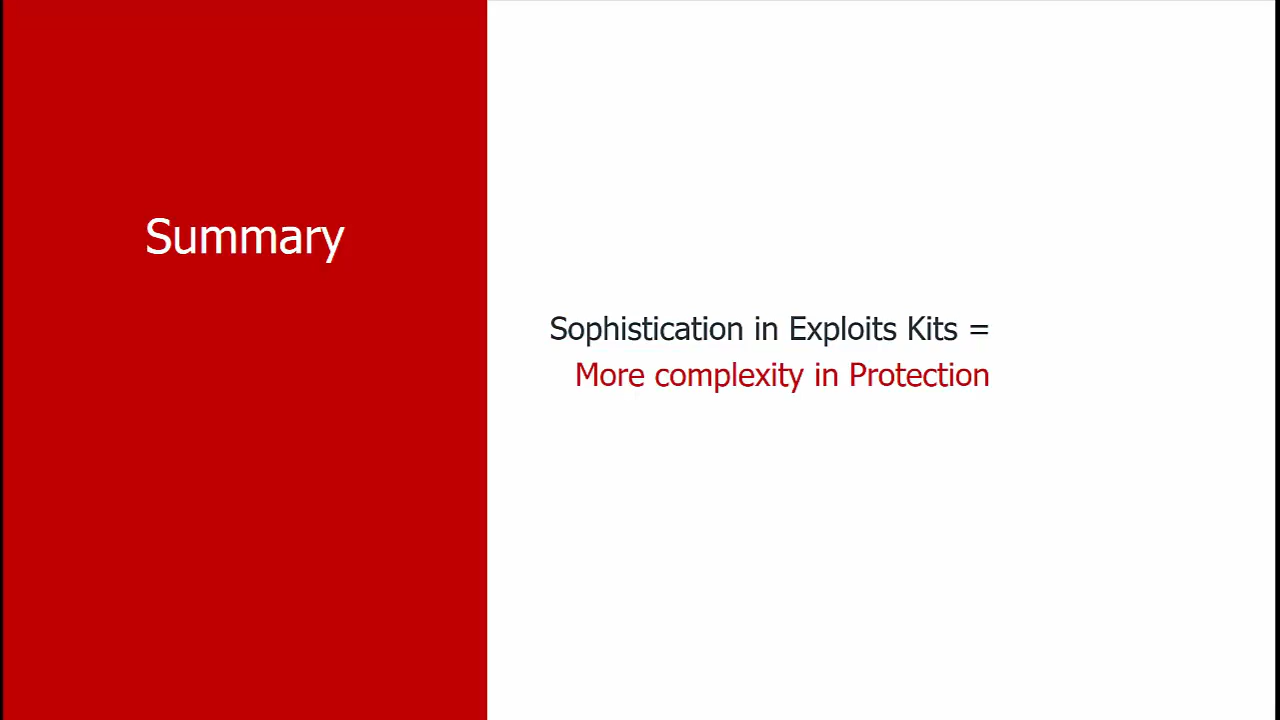 Summary
Sophistication in Exploits Kits =
More complexity in Protection